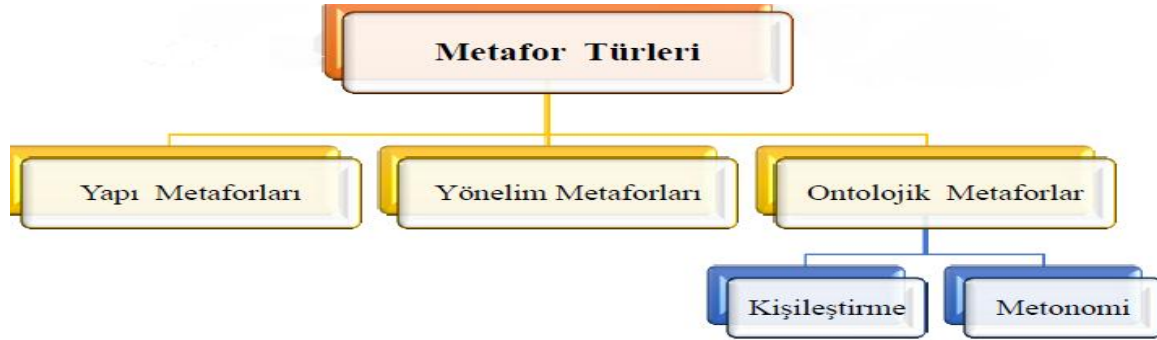 Metafor Türleri
Yapı Metaforları
Yönelim Metaforları
Ontolojik Metaforlar
Kişileştirme
Metonomi